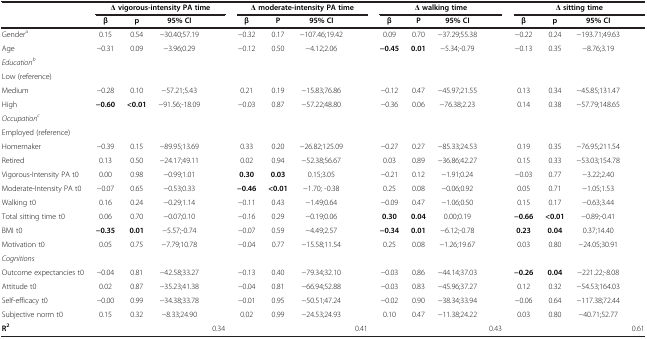 Δ vigorous-intensity PA time Δ moderate-intensity PA time Δ walking time Δ sitting time
β p 95% CI β P 95% CI β P 95% CI β p 95% CI
Gender^a 0.15 0.54 −30.40;57.19 −0.32 0.17 −107.46;19.42 0.09 0.70 −37.29;55.38 −0.22 0.24 −193.71;49.63
Age −0.31 0.09 −3.96;0.29 −0.12 0.50 −4.12;2.06 −0.45 0.01 −5.34;-0.79 −0.13 0.35 −8.76;3.19
Education^b
Low (reference)
Medium −0.28 0.10 −57.21;5.43 0.21 0.19 −15.83;76.86 −0.12 0.47 −45.97;21.55 0.13 0.34 −45.85;131.47
High −0.60 <0.01 −91.56;-18.09 −0.03 0.87 −57.22;48.80 −0.36 0.06 −76.38;2.23 0.14 0.38 −57.79;148.65
Occupation^c
Employed (reference)
Homemaker −0.39 0.15 −89.95;13.69 0.33 0.20 −26.82;125.09 −0.27 0.27 −85.33;24.53 0.19 0.35 −76.95;211.54
Retired 0.13 0.50 −24.17;49.11 0.02 0.94 −52.38;56.67 0.03 0.89 −36.86;42.27 0.15 0.33 −53.03;154.78
Vigorous-Intensity PA t0 0.00 0.98 −0.99;1.01 0.30 0.03 0.15;3.05 −0.21 0.12 −1.91;0.24 −0.03 0.77 −3.22;2.40
Moderate-Intensity PA t0 −0.07 0.65 −0.53;0.33 −0.46 <0.01 −1.70; -0.38 0.25 0.08 −0.06;0.92 0.05 0.71 −1.05;1.53
Walking t0 0.16 0.24 −0.29;1.14 −0.11 0.43 −1.49;0.64 −0.09 0.47 −1.06;0.50 0.15 0.17 −0.63;3.44
Total sitting time t0 0.06 0.70 −0.07;0.10 −0.16 0.29 −0.19;0.06 0.30 0.04 0.00;0.19 −0.66 <0.01 −0.89;-0.41
BMI t0 −0.35 0.01 −5.57;-0.74 −0.07 0.59 −4.49;2.57 −0.34 0.01 −6.12;-0.78 0.23 0.04 0.37;14.40
Motivation t0 0.05 0.75 −7.79;10.78 −0.04 0.77 −15.58;11.54 0.25 0.08 −1.26;19.67 0.03 0.80 −24.05;30.91
Cognitions
Outcome expectancies t0 −0.04 0.81 −42.58;33.27 −0.13 0.40 −79.34;32.10 −0.03 0.86 −44.14;37.03 −0.26 0.04 −221.22;-8.08
Attitude t0 0.02 0.87 −35.23;41.38 −0.04 0.81 −66.94;52.88 −0.03 0.83 −45.96;37.27 0.12 0.32 −54.53;164.03
Self-efficacy t0 −0.00 0.99 −34.38;33.78 −0.01 0.95 −50.51;47.24 −0.02 0.90 −38.34;33.94 −0.06 0.64 −117.38;72.44
Subjective norm t0 0.15 0.32 −8.33;24.90 0.02 0.99 −24.53;24.93 0.10 0.47 −11.38;24.22 0.03 0.80 −40.71;52.77
R² 0.34 0.41 0.43 0.61